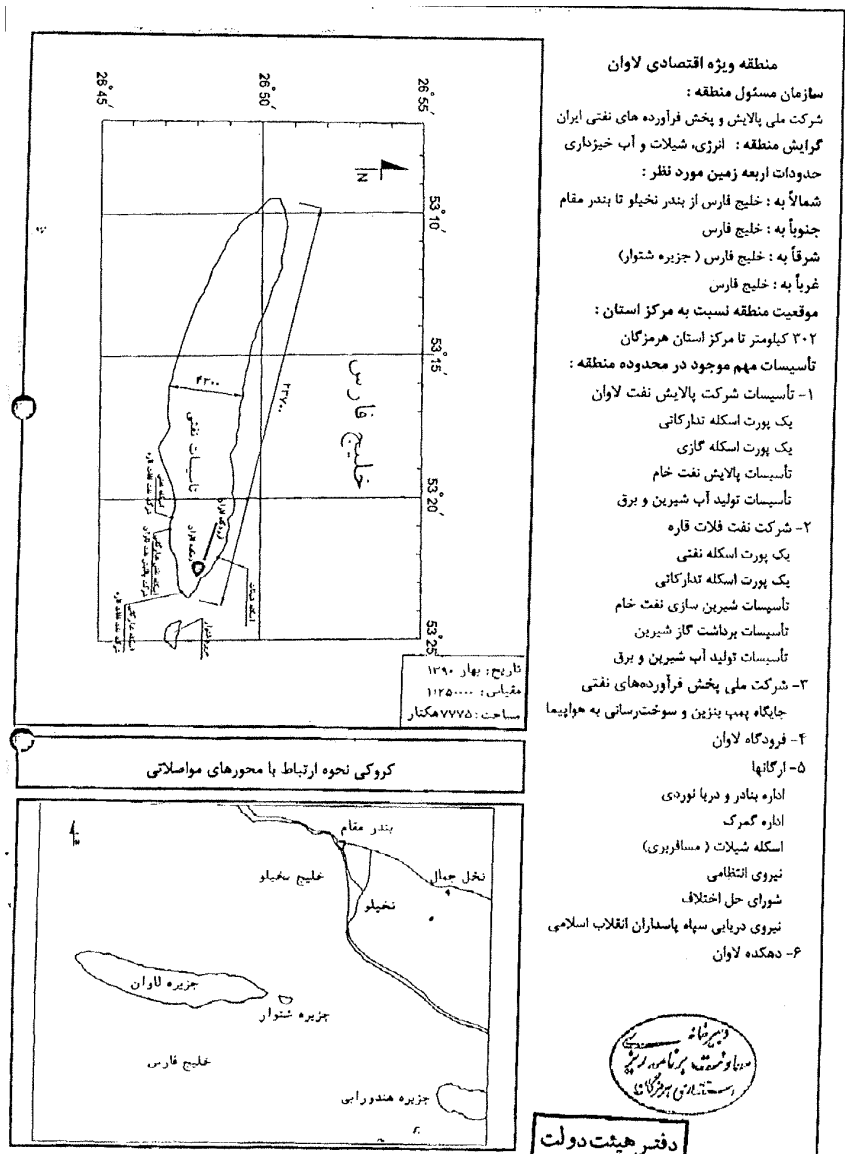 منطقه ویژه اقتصادی لاوان
سازمان مسئول منطقه :
شرکت ملی پالایش و پخش فرآورده های نفتی ایران
گرایش منطقه : انرژی، شیلات و آب خیزداری
حدودات اربعه زمین مورد نظر :
شمالاً به : خلیج فارس از بندر نخیلو تا بندر مقام
جنوباً به : خلیج فارس
شرقاً به : خلیج فارس ( جزیره شتوار)
غرباً به : خلیج فارس
موقعیت منطقه نسبت به مرکز استان :
۳۰۲ کیلومتر تا مرکز استان هرمزگان
تأسیسات مهم موجود در محدوده منطقه :
۱- تأسیسات شرکت پالایش نفت لاوان
یک پورت اسکله تدارکاتی
یک پورت اسکله گازی
تأسیسات پالایش نفت خام
تأسیسات تولید آب شیرین و برق
۲- شرکت نفت فلات قاره
یک پورت اسکله نفتی
یک پورت اسکله تدارکاتی
تأسیسات شیرین سازی نفت خام
تأسیسات برداشت گاز شیرین
تأسیسات تولید آب شیرین و برق
۳- شرکت ملی پخش فرآورده‌های نفتی
جایگاه پمپ بنزین و سوخت‌رسانی به هواپیما
۴- فرودگاه لاوان
۵- ارگانها
اداره بنادر و دریا نوردی
اداره گمرک
اسکله شیلات ( مسافربری)
نیروی انتظامی
شورای حل اختلاف
نیروی دریایی سپاه پاسداران انقلاب اسلامی
۶- دهکده لاوان
دبیرخانه
معاونت برنامه ریزی
استانداری هرمزگان
دفتر هیئت دولت
26°45′
26°50′
26°55′
N
53°10′
53°15′
53°20′
53°25′
۴۳۰۰
۲۳۷۰۰
خلیج فارس
تاسیسات نفتی
تاریخ: بهار ۱۳۹۰
مقیاس: ۱:۱۲۵۰۰۰
مساحت: ۷۷۷۵هکتار
کروکی نحوه ارتباط با محورهای مواصلاتی
بندر مقام
خلیج نخیلو
نخل جمال
نخیلو
جزیره لاوان
جزیره شتوار
خلیج فارس
جزیره هندورابی